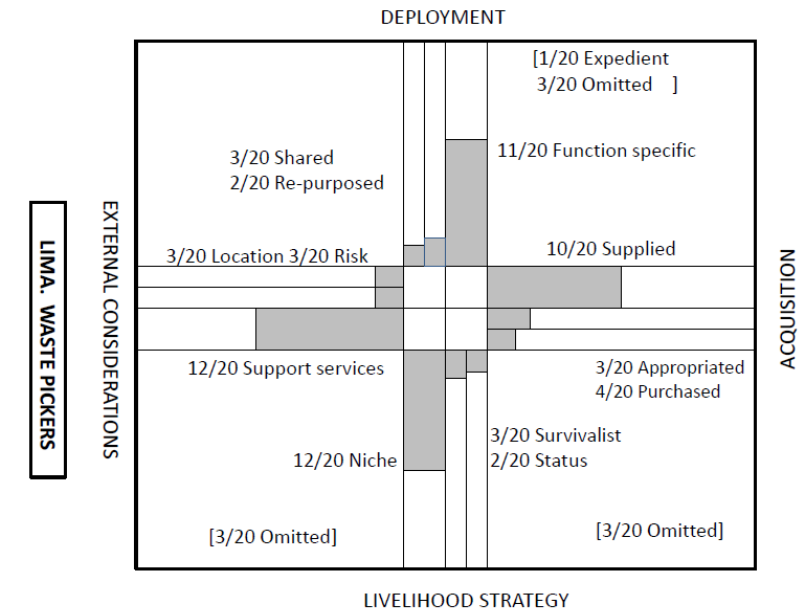 DEPLOYMENT
[1/20 Expedient
3/20 Omitted ]
3/20 Shared
2/20 Re-purposed
11/20 Function specific
3/20 Location 3/20 Risk
10/20 Supplied
LIMA. WASTE PICKERS
EXTERNAL CONSIDERATIONS
ACQUISITION
12/20 Support services
3/20 Appropriated
4/20 Purchased
12/20 Niche
3/20 Survivalist
2/20 Status
[3/20 Omitted]
[3/20 Omitted]
LIVELIHOOD STRATEGY